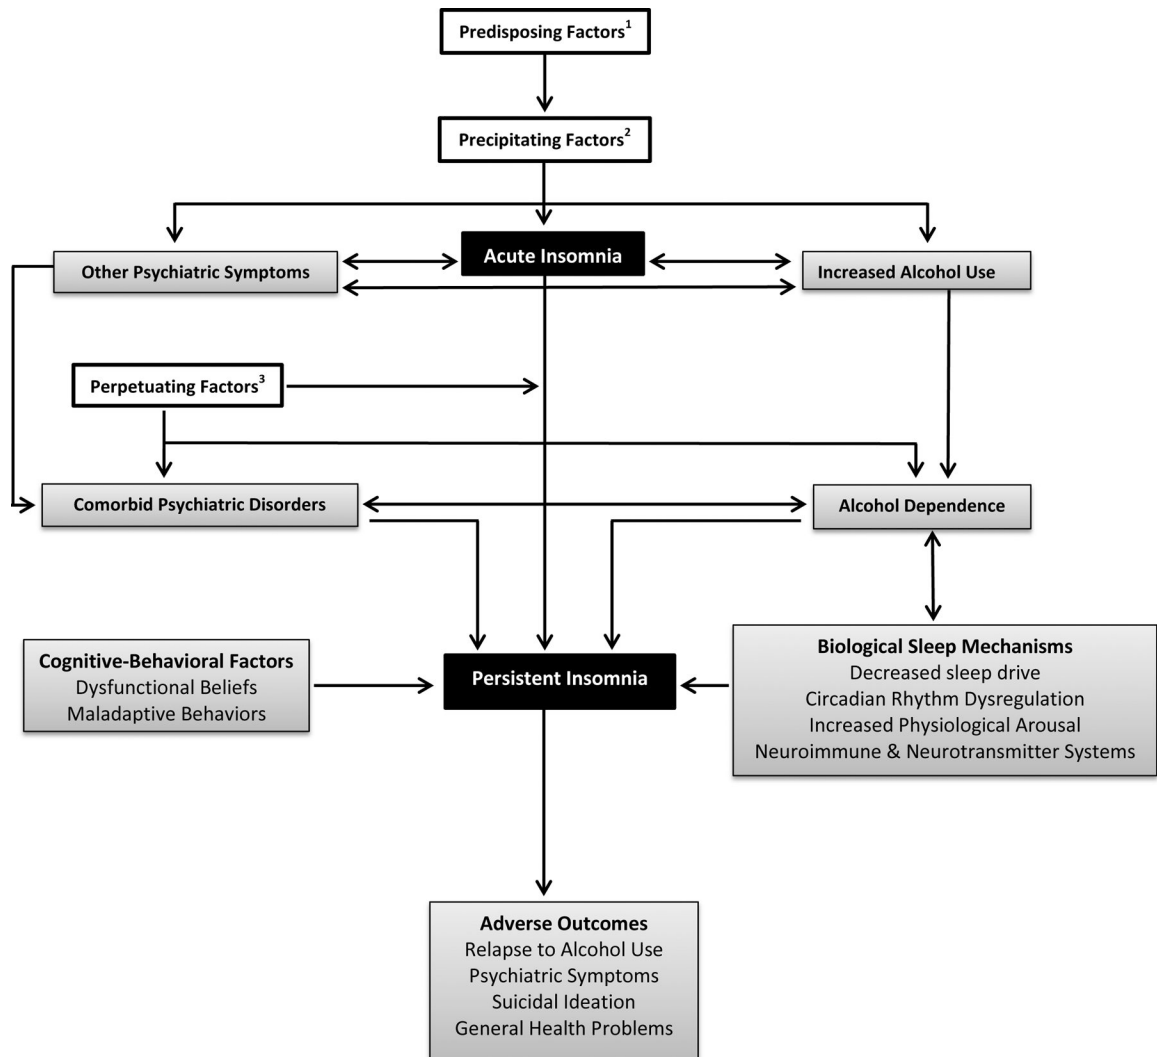 Predisposing Factors¹
Precipitating Factors²
Acute Insomnia
Other Psychiatric Symptoms
Increased Alcohol Use
Perpetuating Factors³
Comorbid Psychiatric Disorders
Alcohol Dependence
Cognitive-Behavioral Factors
Dysfunctional Beliefs
Maladaptive Behaviors
Persistent Insomnia
Biological Sleep Mechanisms
Decreased sleep drive
Circadian Rhythm Dysregulation
Increased Physiological Arousal
Neuroimmune & Neurotransmitter Systems
Adverse Outcomes
Relapse to Alcohol Use
Psychiatric Symptoms
Suicidal Ideation
General Health Problems